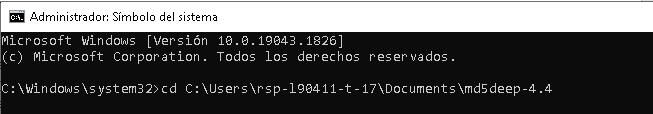 Administrador: Símbolo del sistema
Microsoft Windows [Versión 10.0.19043.1826]
(c) Microsoft Corporation. Todos los derechos reservados.
C:\Windows\system32>cd C:\Users\rsp-l90411-t-17\Documents\md5deep-4.4